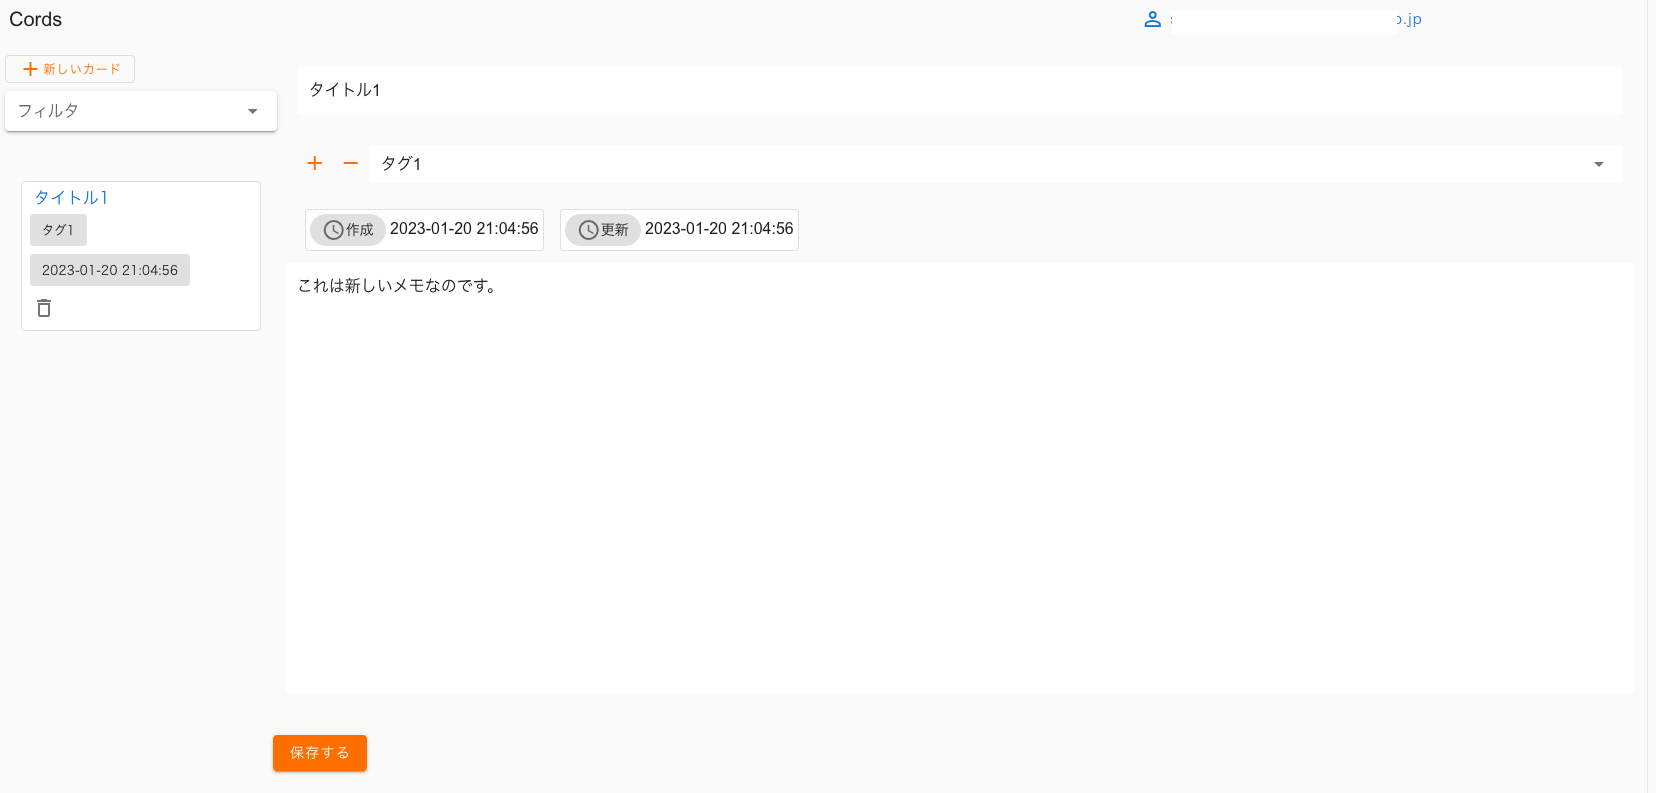 Cords
.jp
新しいカード
フィルタ
タイトル1
タグ1
2023-01-20 21:04:56
タイトル1
タグ1
作成 2023-01-20 21:04:56 更新 2023-01-20 21:04:56
これは新しいメモなのです。
保存する